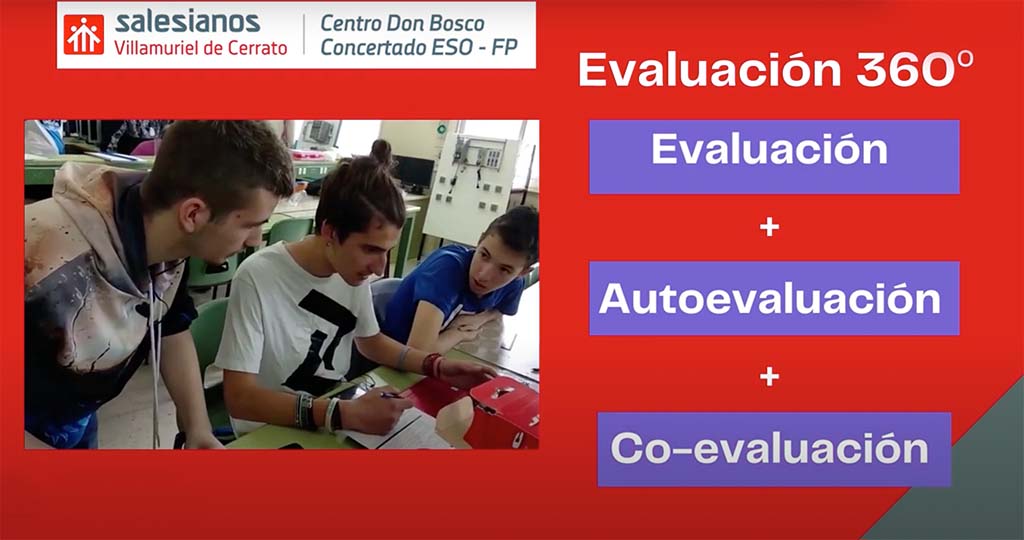 salesianos
Villamuriel de Cerrato
Centro Don Bosco
Concertado ESO - FP
Evaluación 360º
Evaluación
+
Autoevaluación
+
Co-evaluación